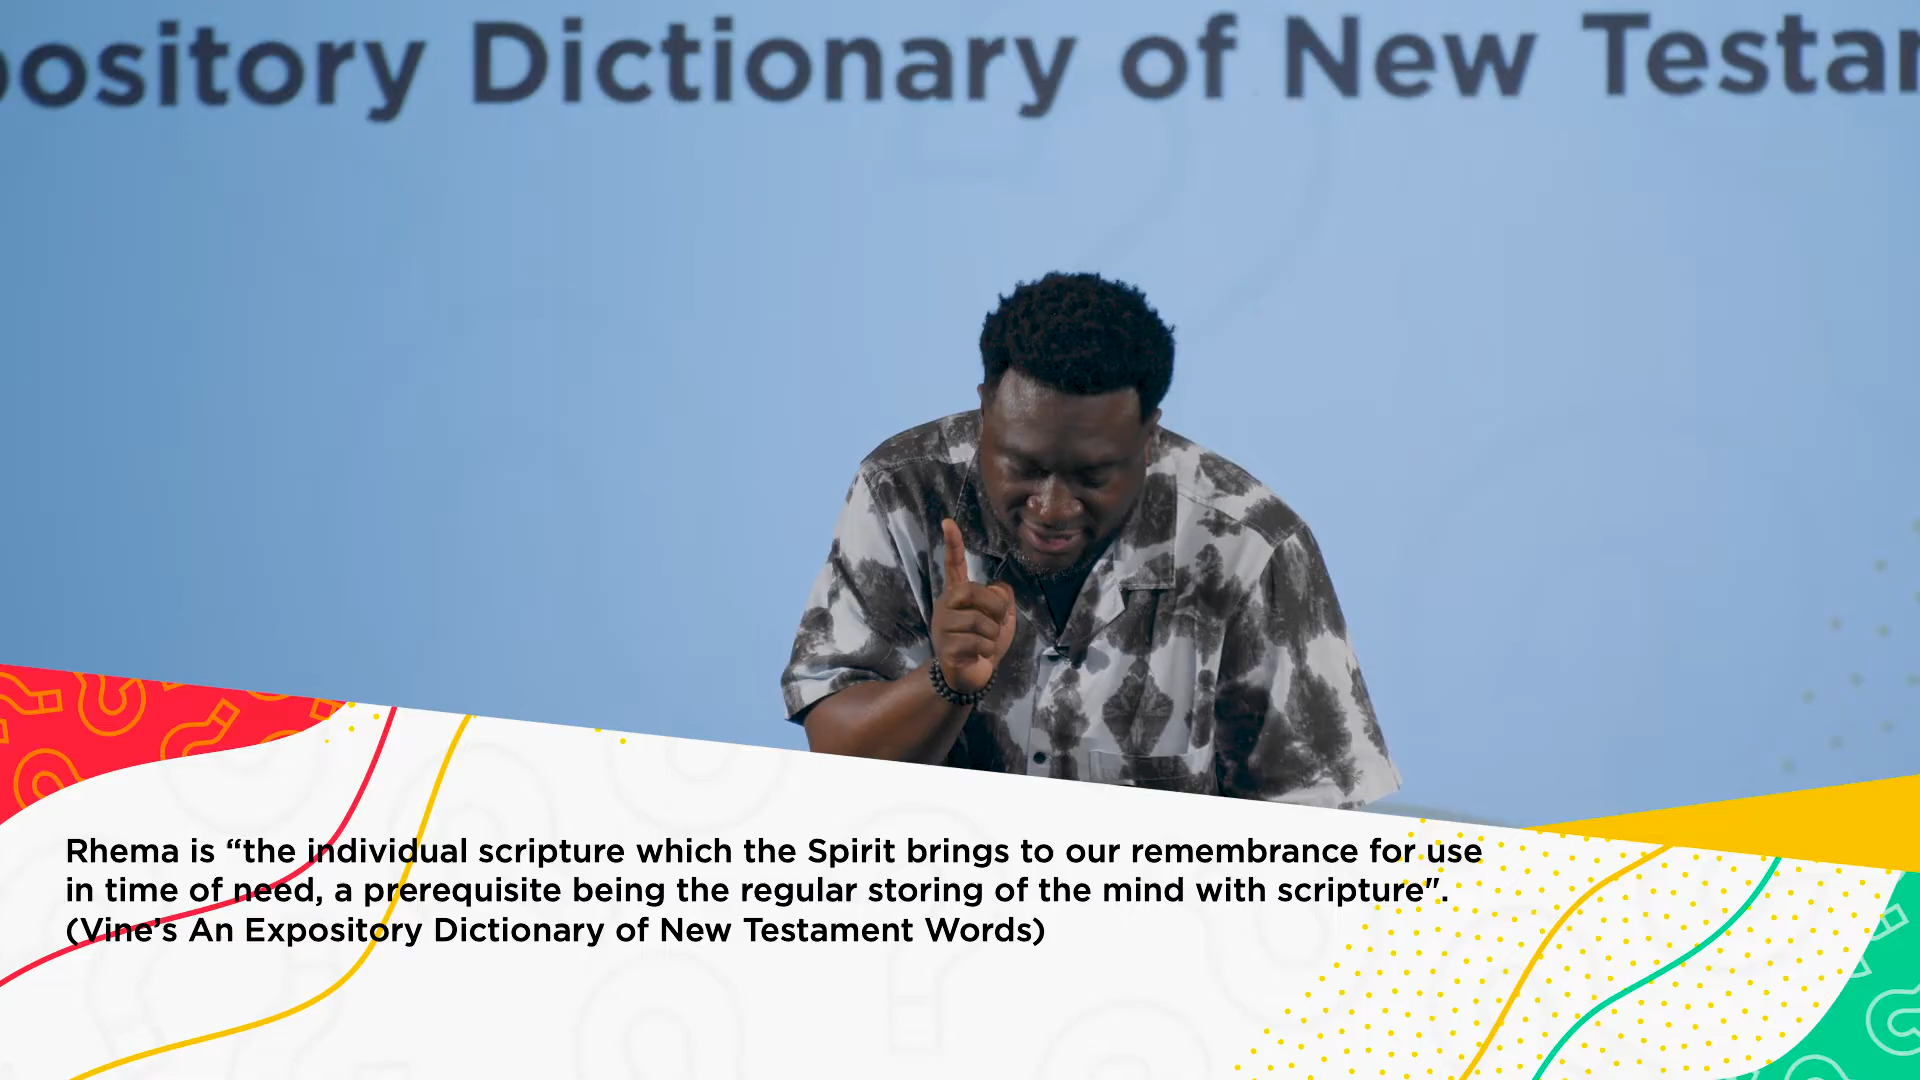 pository Dictionary of New Testar
Rhema is “the individual scripture which the Spirit brings to our remembrance for use
in time of need, a prerequisite being the regular storing of the mind with scripture".
(Vine’s An Expository Dictionary of New Testament Words)